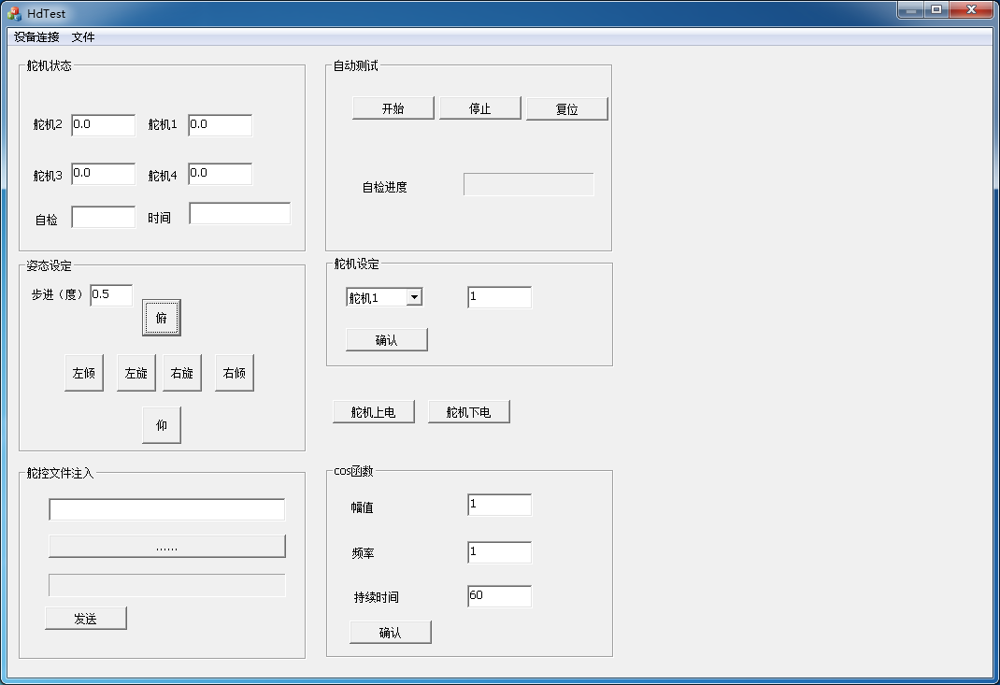 HdTest
设备连接 文件
舵机状态
舵机2 0.0 舵机1 0.0
舵机3 0.0 舵机4 0.0
自检 时间
姿态设定
步进（度） 0.5
俯
左倾 左旋 右旋 右倾
仰
舵控文件注入
......
发送
自动测试
开始 停止 复位
自检进度
舵机设定
舵机1 1
确认
舵机上电 舵机下电
cos函数
幅值 1
频率 1
持续时间 60
确认